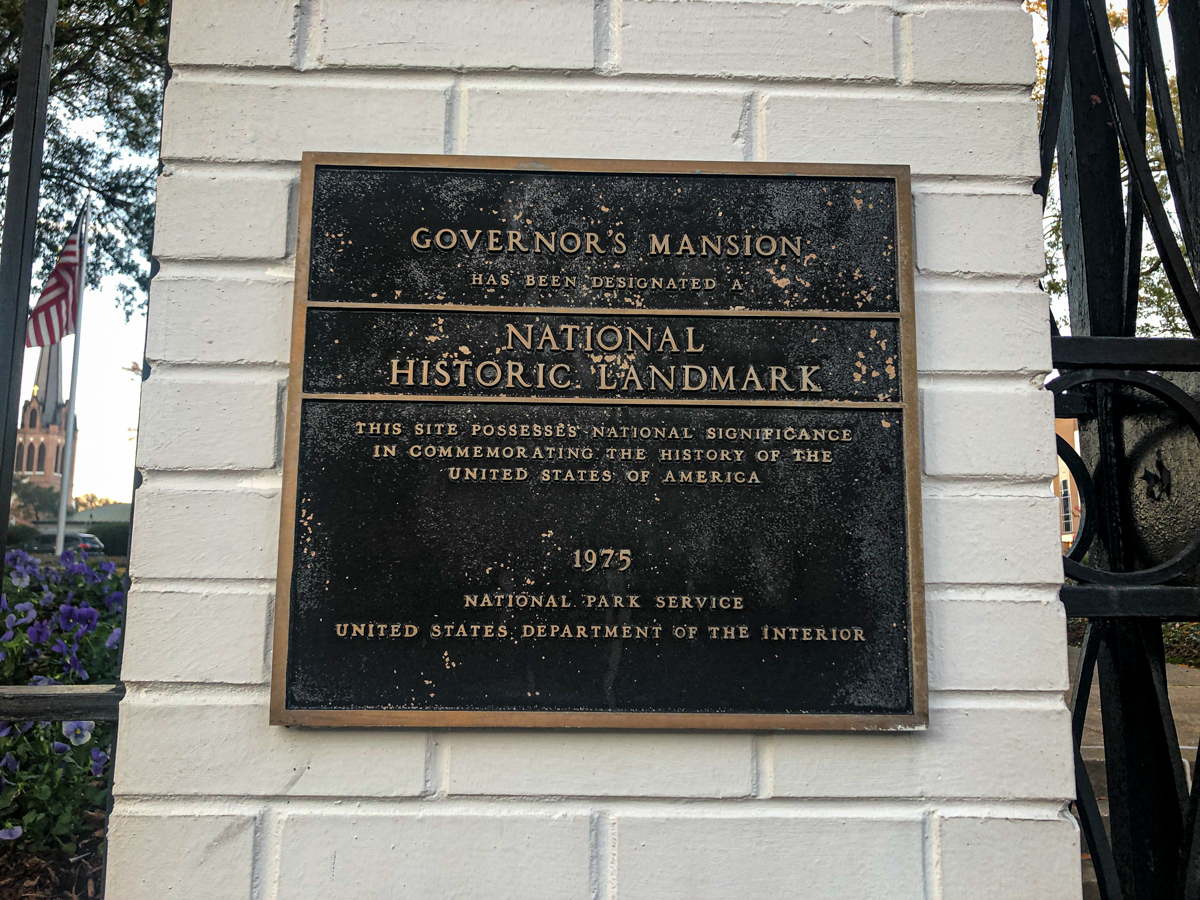 GOVERNOR'S MANSION
HAS BEEN DESIGNATED A
NATIONAL
HISTORIC LANDMARK
THIS SITE POSSESSES NATIONAL SIGNIFICANCE
IN COMMEMORATING THE HISTORY OF THE
UNITED STATES OF AMERICA
1975
NATIONAL PARK SERVICE
UNITED STATES DEPARTMENT OF THE INTERIOR